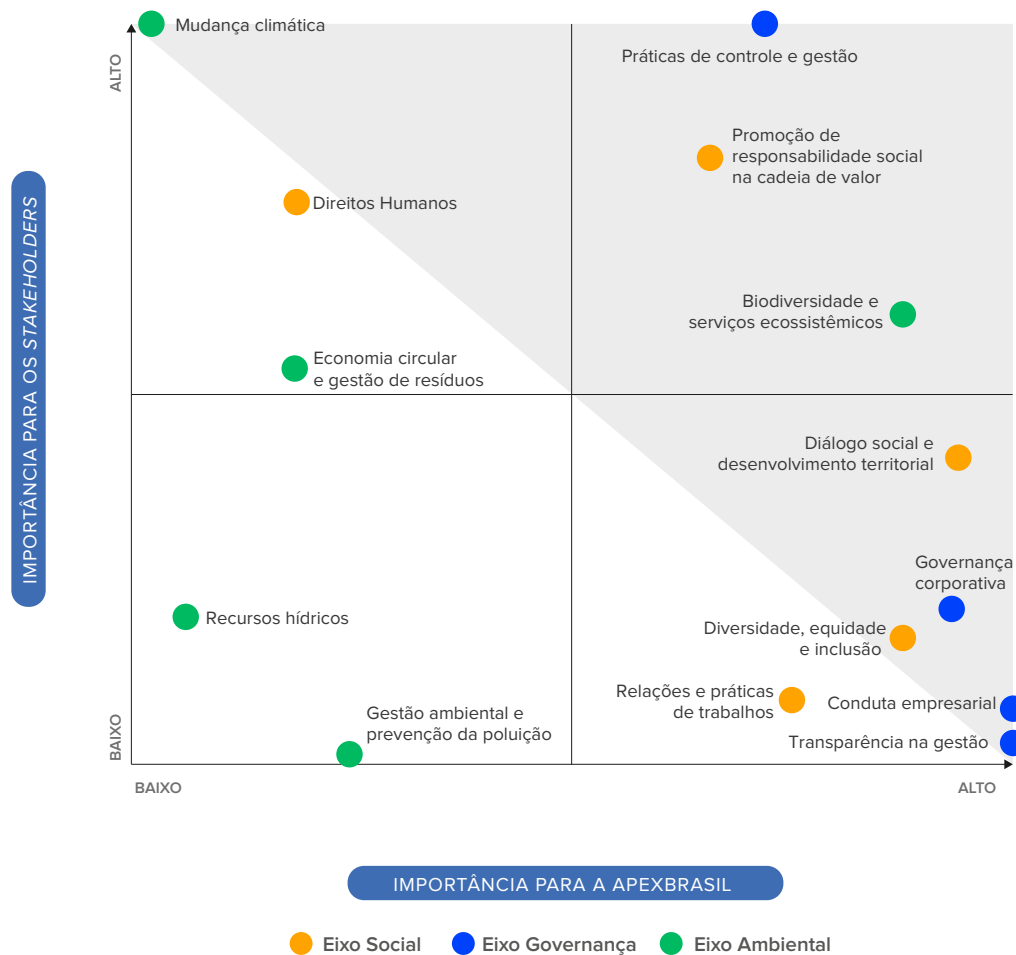 Mudança climática
Práticas de controle e gestão
ALTO
Promoção de
responsabilidade social
na cadeia de valor
Direitos Humanos
Biodiversidade e
serviços ecossistêmicos
Economia circular
e gestão de resíduos
IMPORTÂNCIA PARA OS STAKEHOLDERS
Diálogo social e
desenvolvimento territorial
Governança
corporativa
Recursos hídricos
Diversidade, equidade
e inclusão
Relações e práticas
de trabalhos
Conduta empresarial
Gestão ambiental e
prevenção da poluição
Transparência na gestão
BAIXO
BAIXO
ALTO
IMPORTÂNCIA PARA A APEXBRASIL
Eixo Social
Eixo Governança
Eixo Ambiental